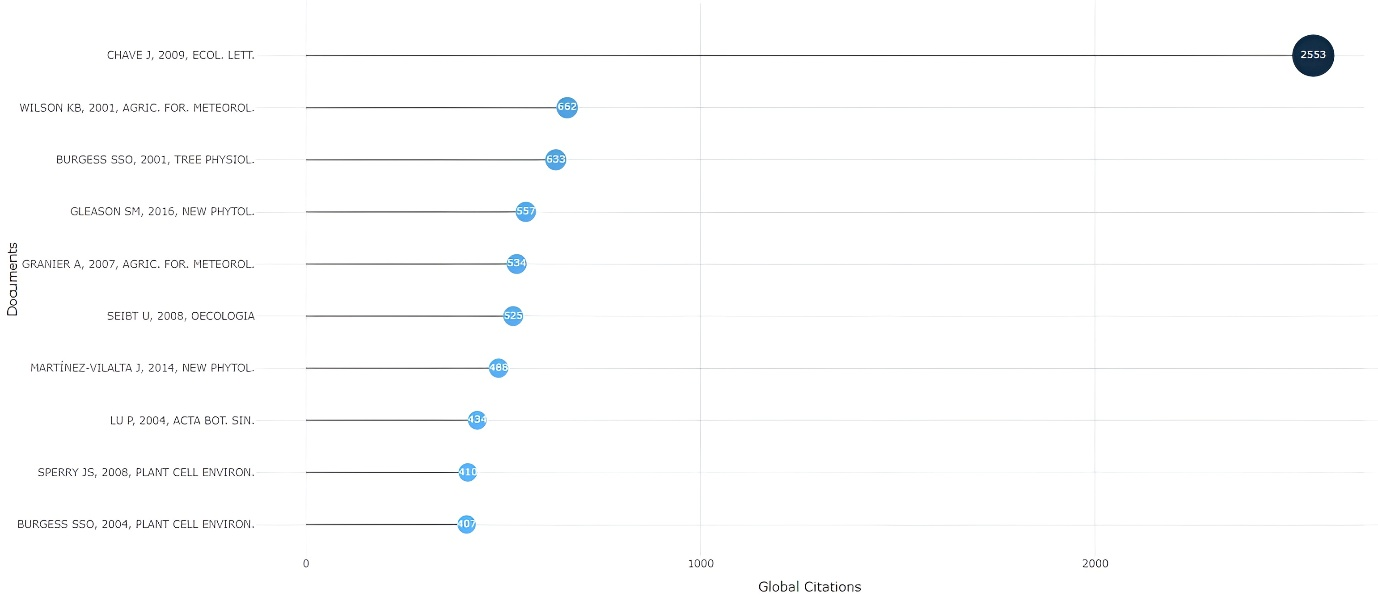 CHAVE J, 2009, ECOL. LETT. 2553
WILSON KB, 2001, AGRIC. FOR. METEOROL. 662
BURGESS SSO, 2001, TREE PHYSIOL. 633
GLEASON SM, 2016, NEW PHYTOL. 557
GRANIER A, 2007, AGRIC. FOR. METEOROL. 534
SEIBT U, 2008, OECOLOGIA 525
MARTÍNEZ-VILALTA J, 2014, NEW PHYTOL. 488
LU P, 2004, ACTA BOT. SIN. 434
SPERRY JS, 2008, PLANT CELL ENVIRON. 410
BURGESS SSO, 2004, PLANT CELL ENVIRON. 407
Documents
0 1000 2000
Global Citations